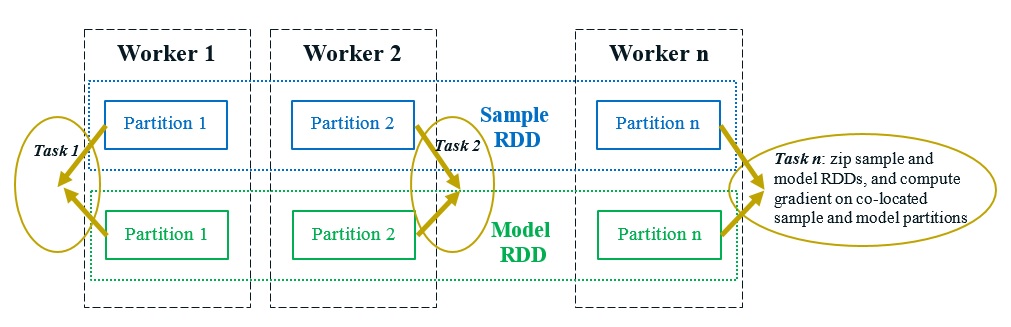 Worker 1
Worker 2
Worker n
Partition 1
Partition 2
Sample
RDD
Partition n
Task 1
Task 2
Task n: zip sample and
model RDDs, and compute
gradient on co-located
sample and model partitions
Partition 1
Partition 2
Model
RDD
Partition n